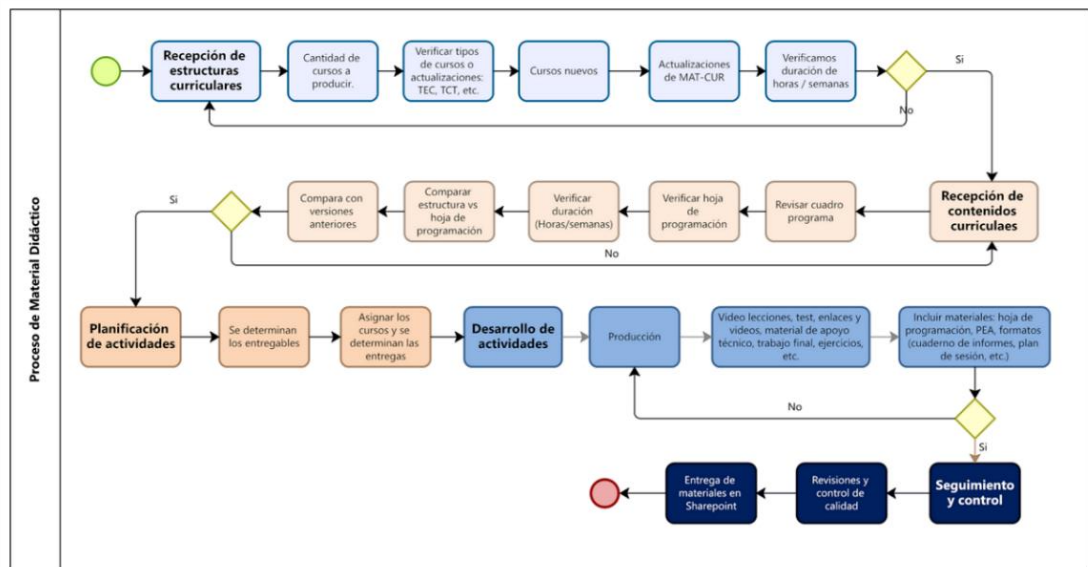 Proceso de Material Didáctico
Recepción de
estructuras
curriculares
Cantidad de
cursos a
producir.
Verificar tipos
de cursos o
actualizaciones:
TEC, TCT, etc.
Cursos nuevos
Actualizaciones
de MAT-CUR
Verificamos
duración de
horas / semanas
Si
No
Recepción de
contenidos
curriculaes
Revisar cuadro
programa
Verificar hoja
de
programación
Verificar
duración
(Horas/semanas)
Comparar
estructura vs
hoja de
programación
Compara con
versiones
anteriores
Si
No
Planificación
de actividades
Se determinan
los entregables
Asignar los
cursos y se
determinan las
entregas
Desarrollo de
actividades
Producción
Video lecciones, test, enlaces y
videos, material de apoyo
técnico, trabajo final, ejercicios,
etc.
Incluir materiales: hoja de
programación, PEA, formatos
(cuaderno de informes, plan
de sesión, etc.)
No
Si
Seguimiento
y control
Revisiones y
control de
calidad
Entrega de
materiales en
Sharepoint